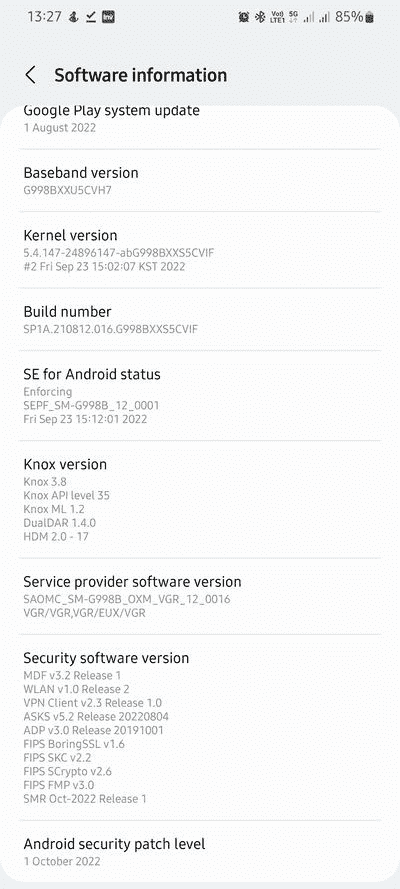 13:27 Voo) LTE1 5G 85%
Software information
Google Play system update
1 August 2022
Baseband version
G998BXXU5CVH7
Kernel version
5.4.147-24896147-abG998BXXS5CVIF
#2 Fri Sep 23 15:02:07 KST 2022
Build number
SP1A.210812.016.G998BXXS5CVIF
SE for Android status
Enforcing
SEPF_SM-G998B_12_0001
Fri Sep 23 15:12:01 2022
Knox version
Knox 3.8
Knox API level 35
Knox ML 1.2
DualDAR 1.4.0
HDM 2.0 - 17
Service provider software version
SAOMC_SM-G998B_OXM_VGR_12_0016
VGR/VGR,VGR/EUX/VGR
Security software version
MDF v3.2 Release 1
WLAN v1.0 Release 2
VPN Client v2.3 Release 1.0
ASKS v5.2 Release 20220804
ADP v3.0 Release 20191001
FIPS BoringSSL v1.6
FIPS SKC v2.2
FIPS SCrypto v2.6
FIPS FMP v3.0
SMR Oct-2022 Release 1
Android security patch level
1 October 2022